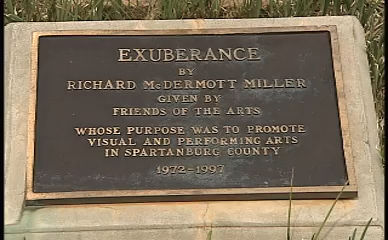 EXUBERANCE
BY
RICHARD McDERMOTT MILLER
GIVEN BY
FRIENDS OF THE ARTS
WHOSE PURPOSE WAS TO PROMOTE
VISUAL AND PERFORMING ARTS
IN SPARTANBURG COUNTY
1972-1997